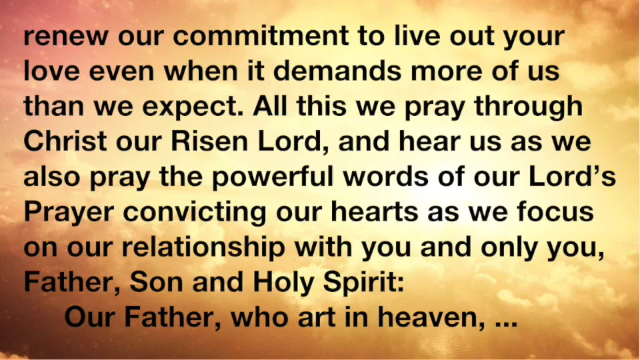 renew our commitment to live out your
love even when it demands more of us
than we expect. All this we pray through
Christ our Risen Lord, and hear us as we
also pray the powerful words of our Lord’s
Prayer convicting our hearts as we focus
on our relationship with you and only you,
Father, Son and Holy Spirit:
Our Father, who art in heaven, ...